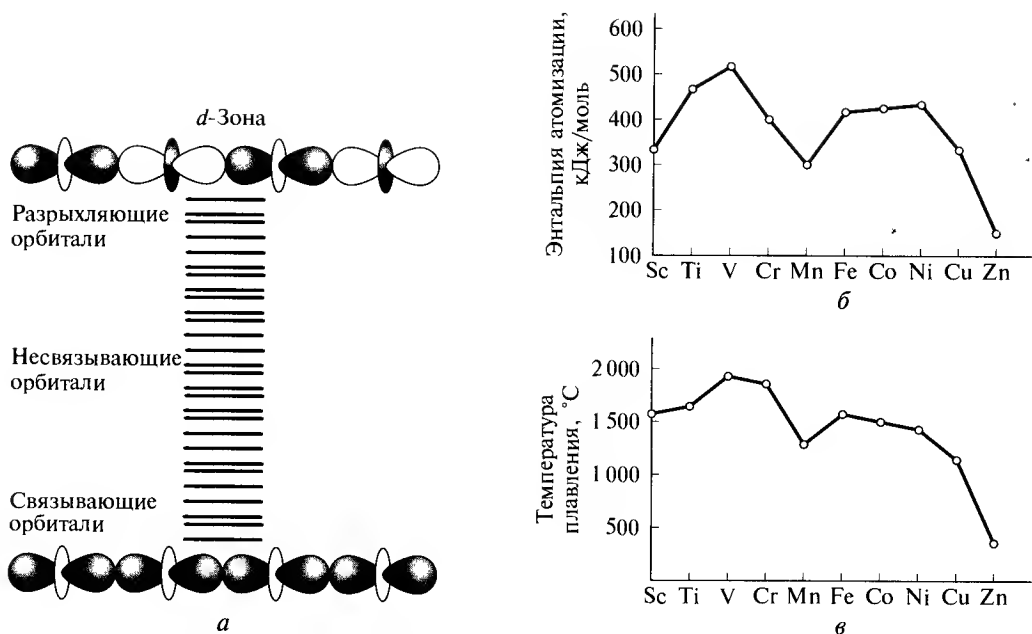 d-Зона
Разрыхляющие
орбитали
Несвязывающие
орбитали
Связывающие
орбитали
а
Энтальпия атомизации,
кДж/моль
600
500
400
300
200
100
Sc Ti V Cr Mn Fe Co Ni Cu Zn
б
Температура
плавления, °С
2 000
1 500
1 000
500
Sc Ti V Cr Mn Fe Co Ni Cu Zn
в